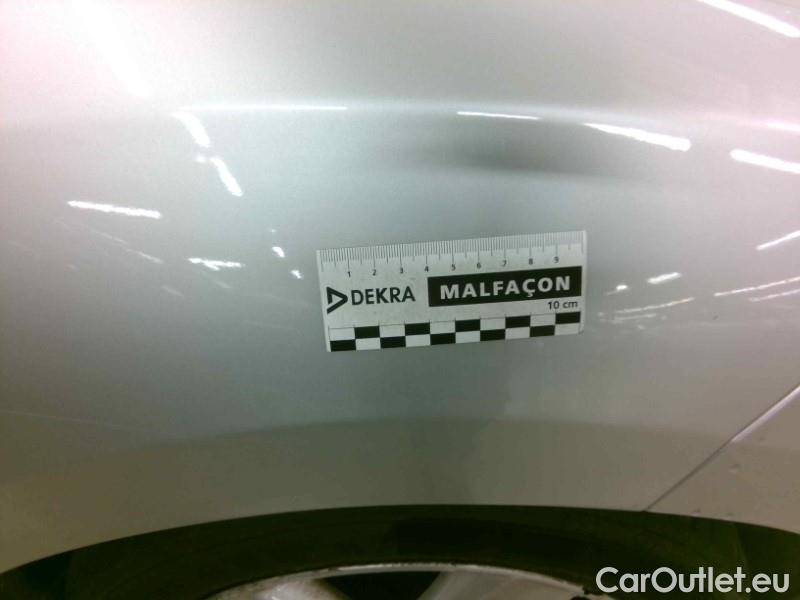 1 2 3 4 5 6 7 8 9
DEKRA MALFAÇON
10 cm
CarOutlet.eu